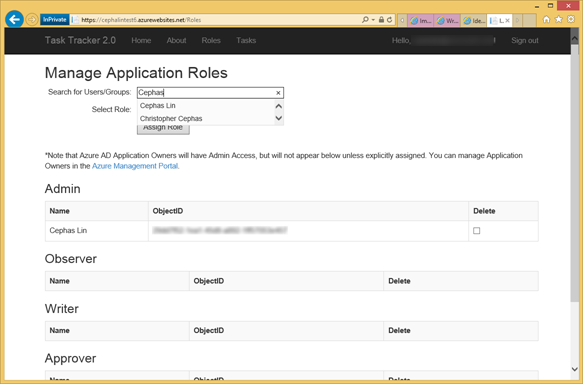 InPrivate https://cephalintest6.azurewebsites.net/Roles Im... Wr... Ide... L...
Task Tracker 2.0 Home About Roles Tasks Hello, ! Sign out
Manage Application Roles
Search for Users/Groups: Cephas
Cephas Lin
Select Role:
Christopher Cephas
Assign Role
*Note that Azure AD Application Owners will have Admin Access, but will not appear below unless explicitly assigned. You can manage Application
Owners in the Azure Management Portal.
Admin
Name ObjectID Delete
Cephas Lin
Observer
Name ObjectID Delete
Writer
Name ObjectID Delete
Approver
Name ObjectID Delete